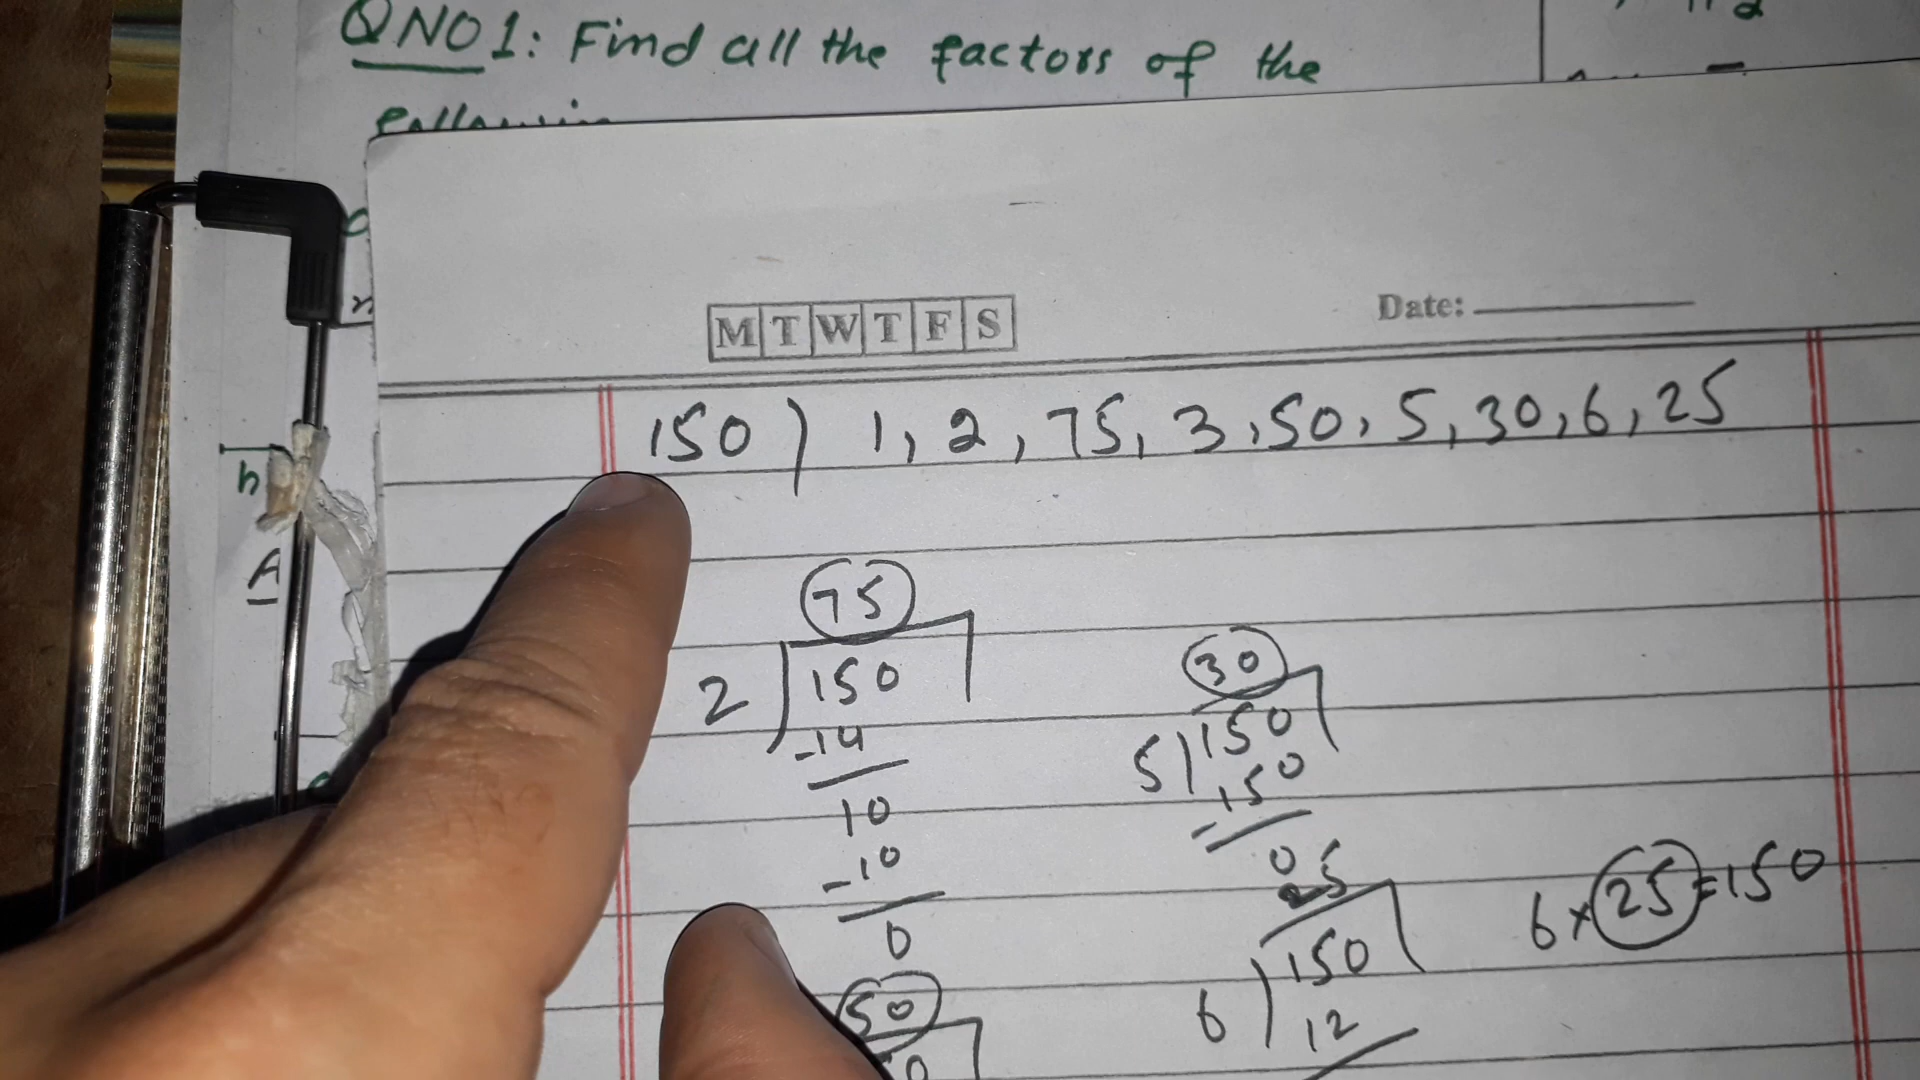 QNO1: Find all the factors of the
M T W T F S
Date:
150) 1, 2, 75, 3, 50, 5, 30, 6, 25
75
2 150
-14
10
-10
0
50
30
5 150
-150
0
25
6 150
12
6 × 25 = 150
h
A